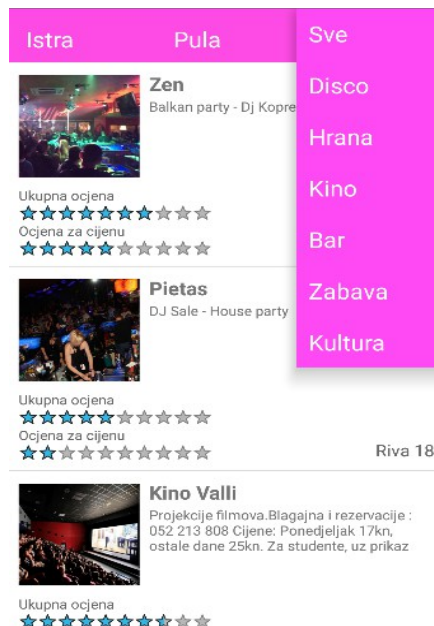 Istra
Pula
Sve
Disco
Hrana
Kino
Bar
Zabava
Kultura
Zen
Balkan party - Dj Kopre
Ukupna ocjena
Ocjena za cijenu
Pietas
DJ Sale - House party
Ukupna ocjena
Ocjena za cijenu
Riva 18
Kino Valli
Projekcije filmova.Blagajna i rezervacije :
052 213 808 Cijene: Ponedjeljak 17kn,
ostale dane 25kn. Za studente, uz prikaz
Ukupna ocjena